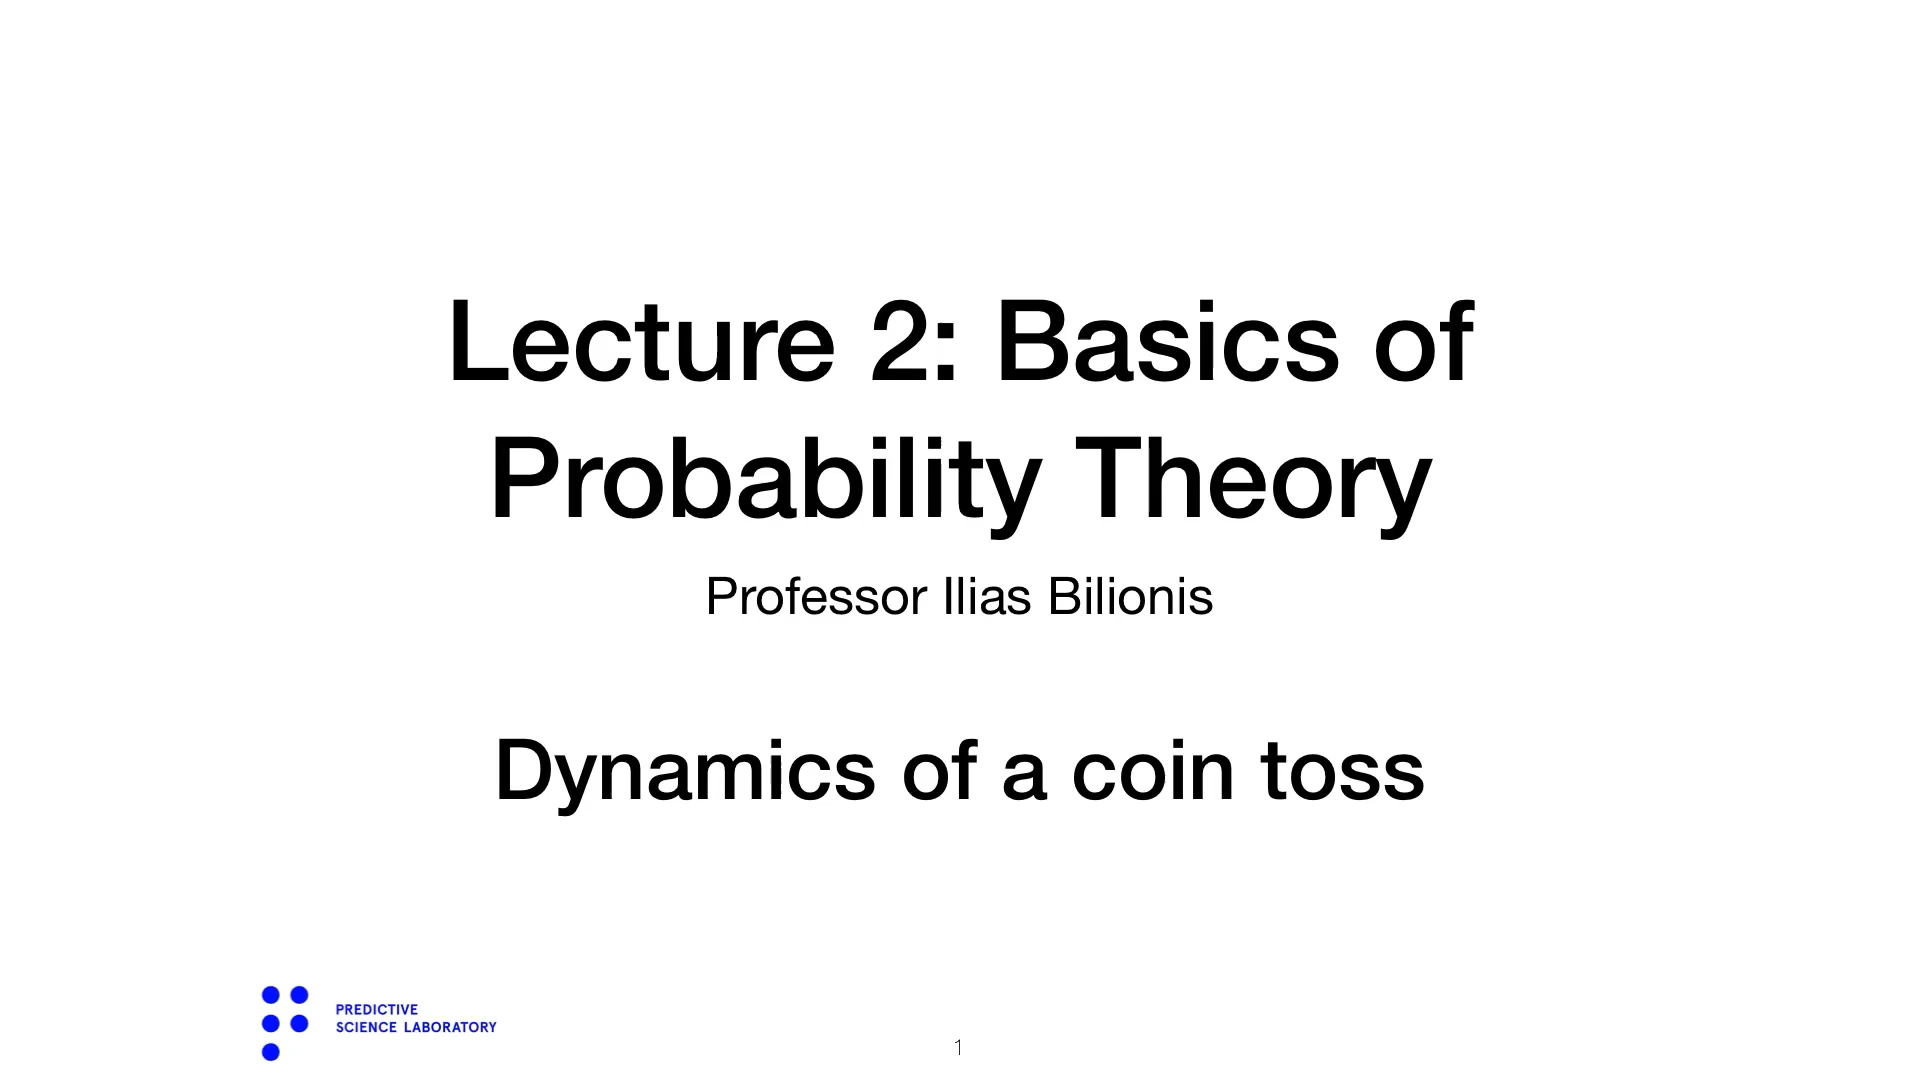 Lecture 2: Basics of
Probability Theory
Professor Ilias Bilionis
Dynamics of a coin toss
PREDICTIVE
SCIENCE LABORATORY
1